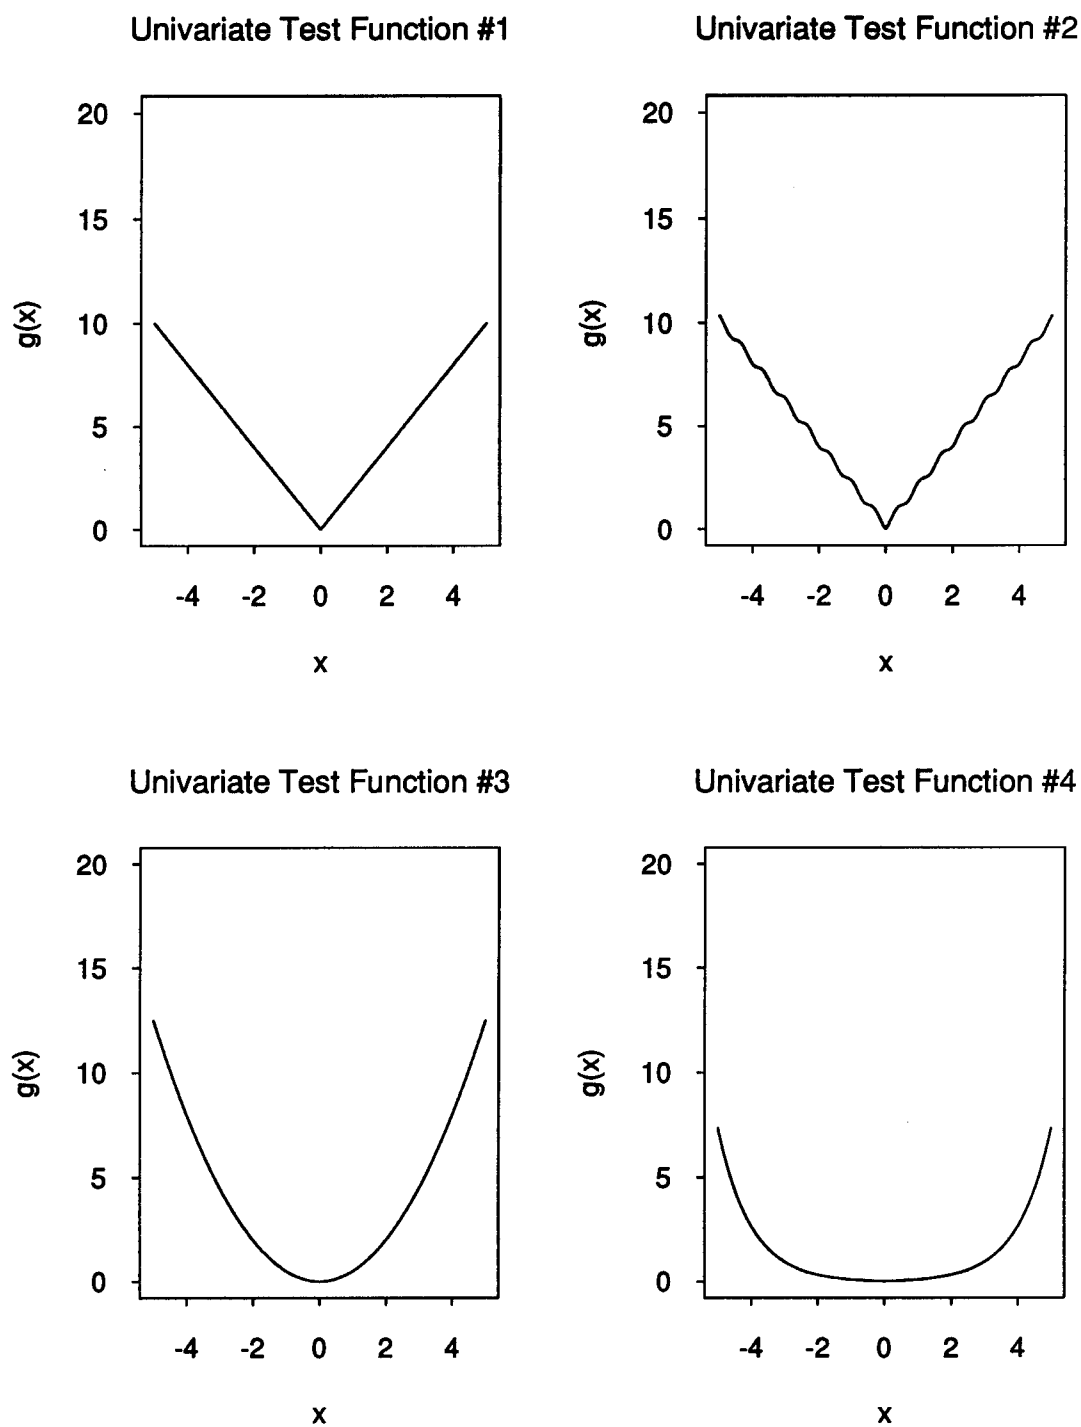 Univariate Test Function #1
20
15
10
5
0
g(x)
-4 -2 0 2 4
x
Univariate Test Function #2
20
15
10
5
0
g(x)
-4 -2 0 2 4
x
Univariate Test Function #3
20
15
10
5
0
g(x)
-4 -2 0 2 4
x
Univariate Test Function #4
20
15
10
5
0
g(x)
-4 -2 0 2 4
x